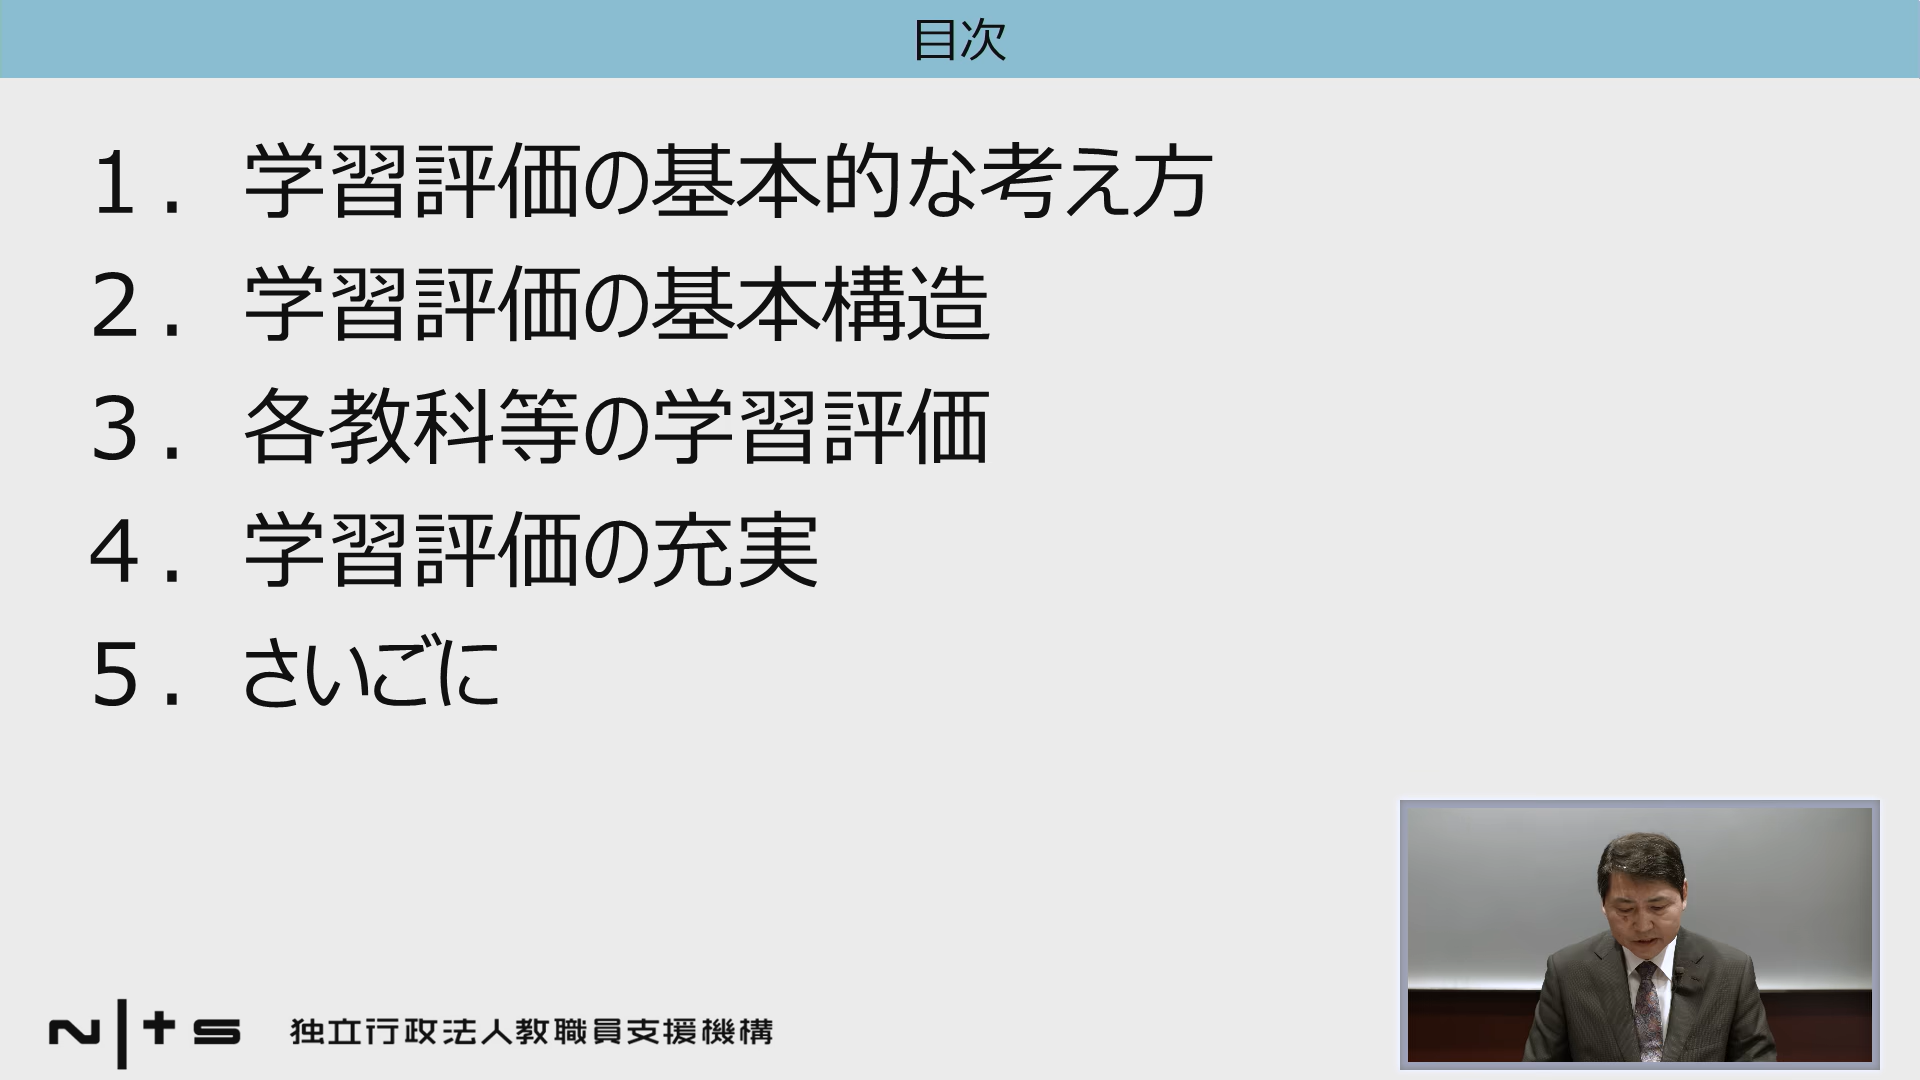 目次
１．学習評価の基本的な考え方
２．学習評価の基本構造
３．各教科等の学習評価
４．学習評価の充実
５．さいごに
N|ts 独立行政法人教職員支援機構